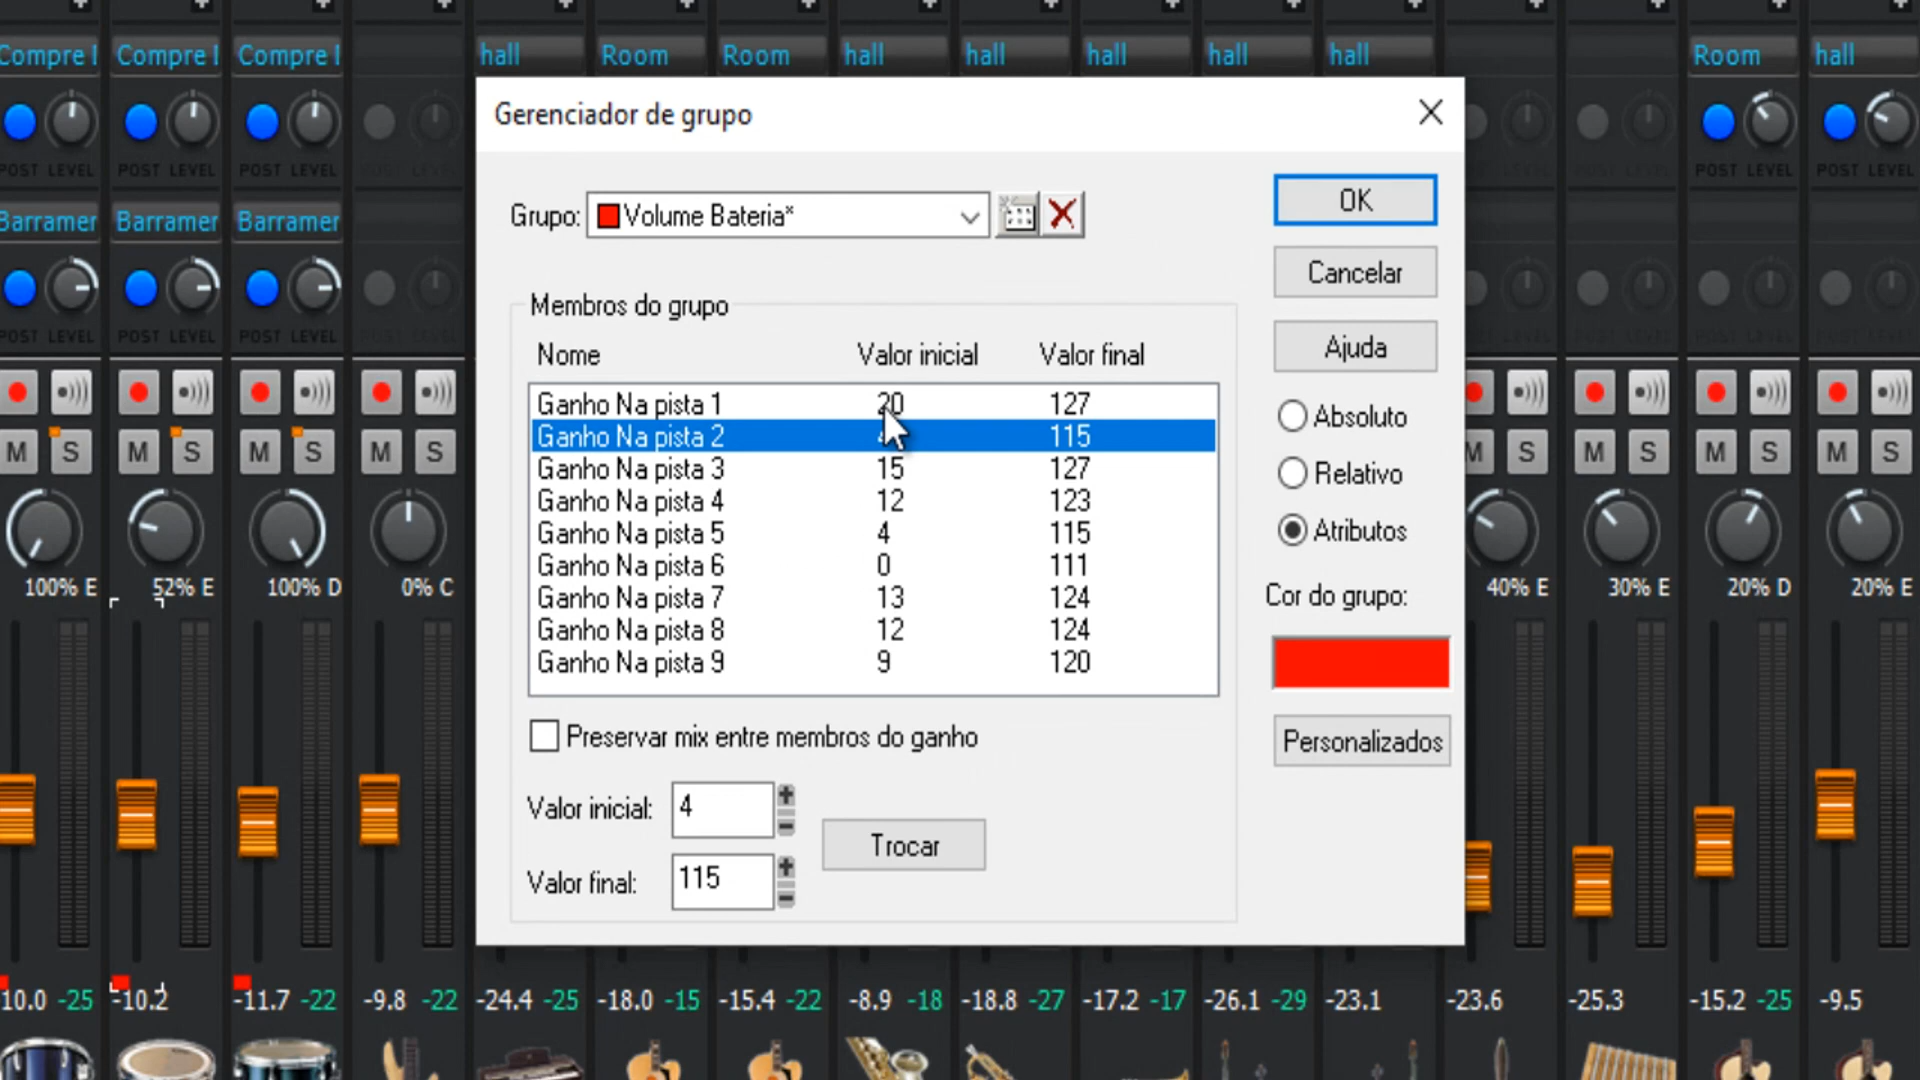 Compre I Compre I Compre I hall Room Room hall hall hall hall hall Room hall
POST LEVEL POST LEVEL POST LEVEL POST LEVEL POST LEVEL
Barramer Barramer Barramer
POST LEVEL POST LEVEL POST LEVEL
M S M S M S M S M S M S M S M S
100% E 52% E 100% D 0% C 40% E 30% E 20% D 20% E
Gerenciador de grupo
Grupo: Volume Bateria*
OK
Cancelar
Ajuda
Absoluto
Relativo
Atributos
Cor do grupo:
Personalizados
Membros do grupo
Nome Valor inicial Valor final
Ganho Na pista 1 20 127
Ganho Na pista 2 115
Ganho Na pista 3 15 127
Ganho Na pista 4 12 123
Ganho Na pista 5 4 115
Ganho Na pista 6 0 111
Ganho Na pista 7 13 124
Ganho Na pista 8 12 124
Ganho Na pista 9 9 120
Preservar mix entre membros do ganho
Valor inicial: 4
Trocar
Valor final: 115
10.0 -25 -10.2 -11.7 -22 -9.8 -22 -24.4 -25 -18.0 -15 -15.4 -22 -8.9 -18 -18.8 -27 -17.2 -17 -26.1 -29 -23.1 -23.6 -25.3 -15.2 -25 -9.5